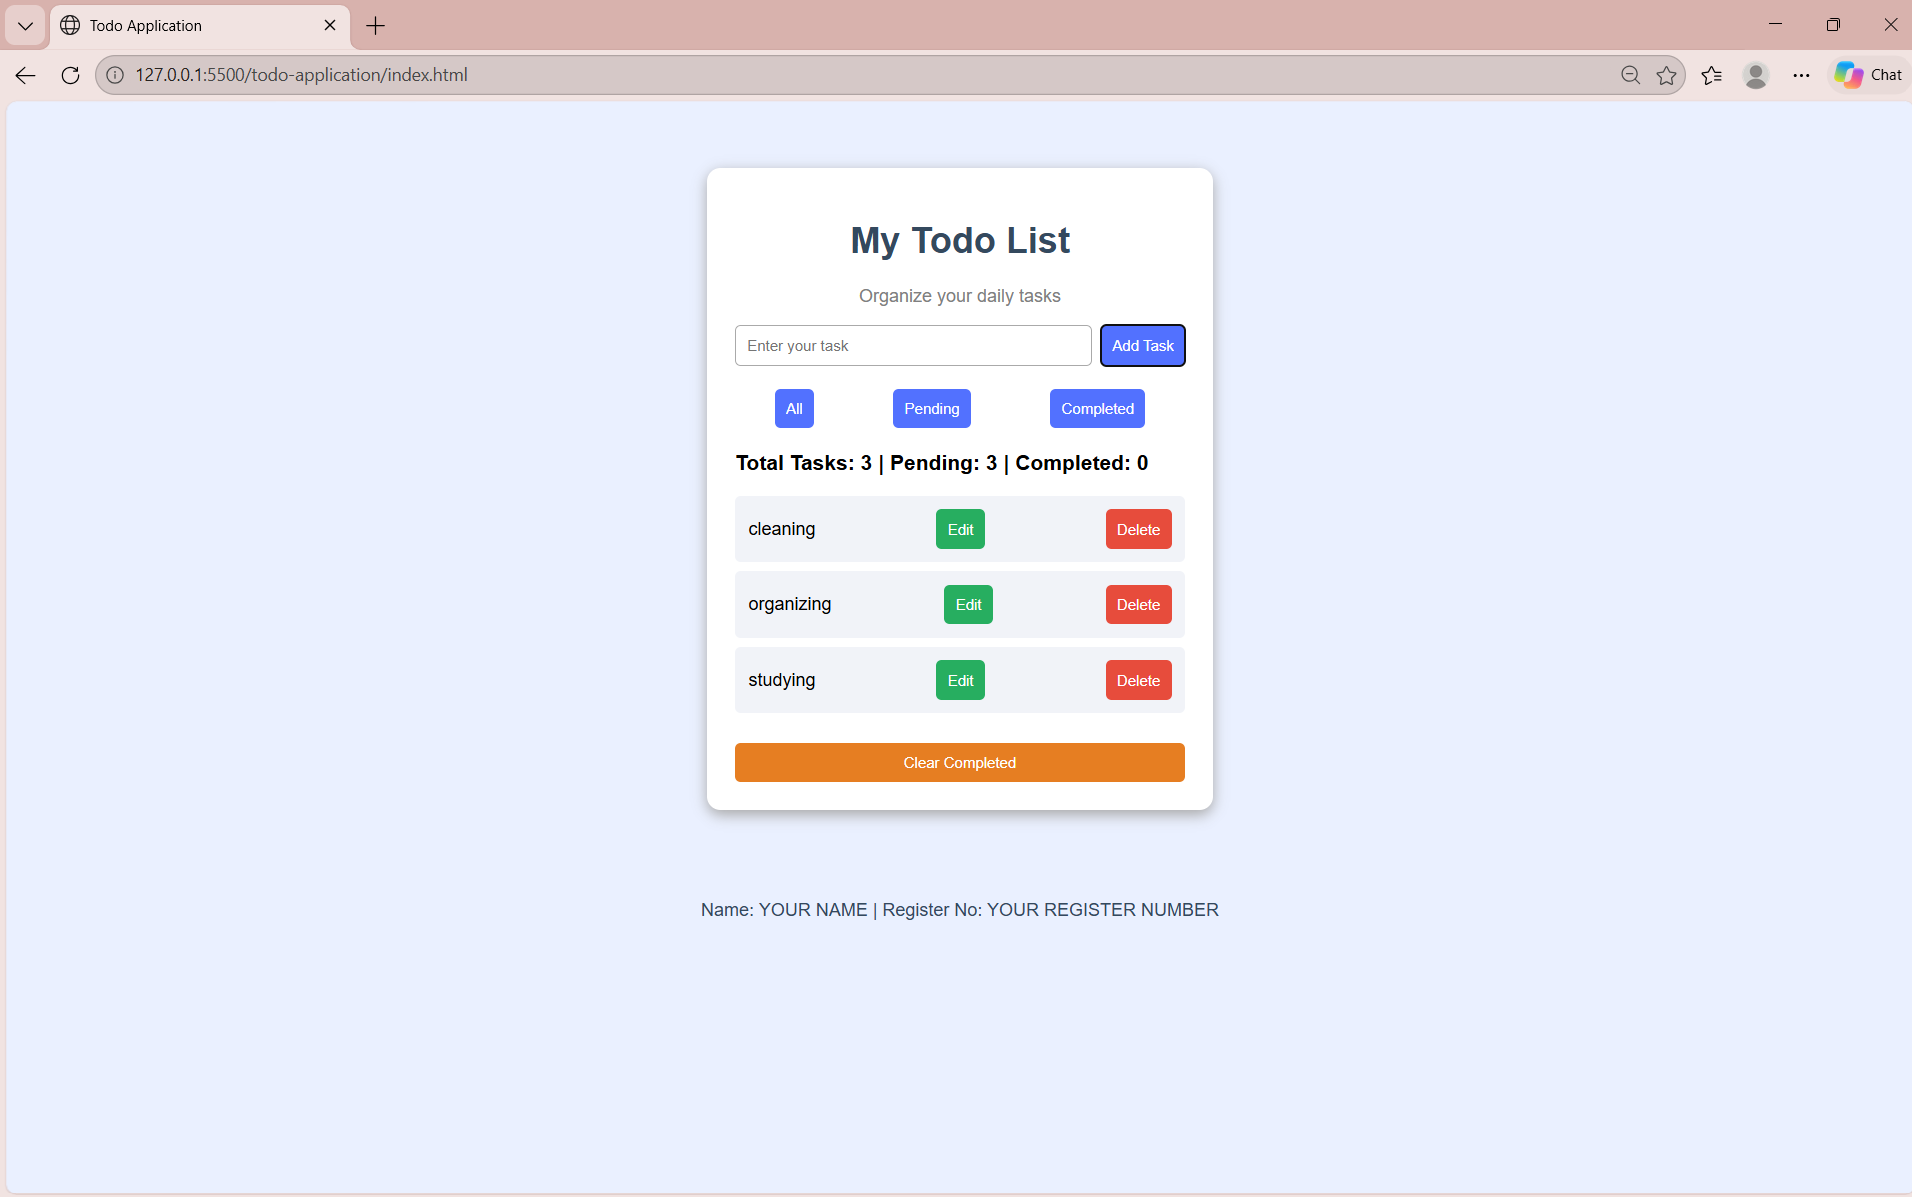 Todo Application
127.0.0.1:5500/todo-application/index.html
Chat
My Todo List
Organize your daily tasks
Enter your task Add Task
All Pending Completed
Total Tasks: 3 | Pending: 3 | Completed: 0
cleaning Edit Delete
organizing Edit Delete
studying Edit Delete
Clear Completed
Name: YOUR NAME | Register No: YOUR REGISTER NUMBER